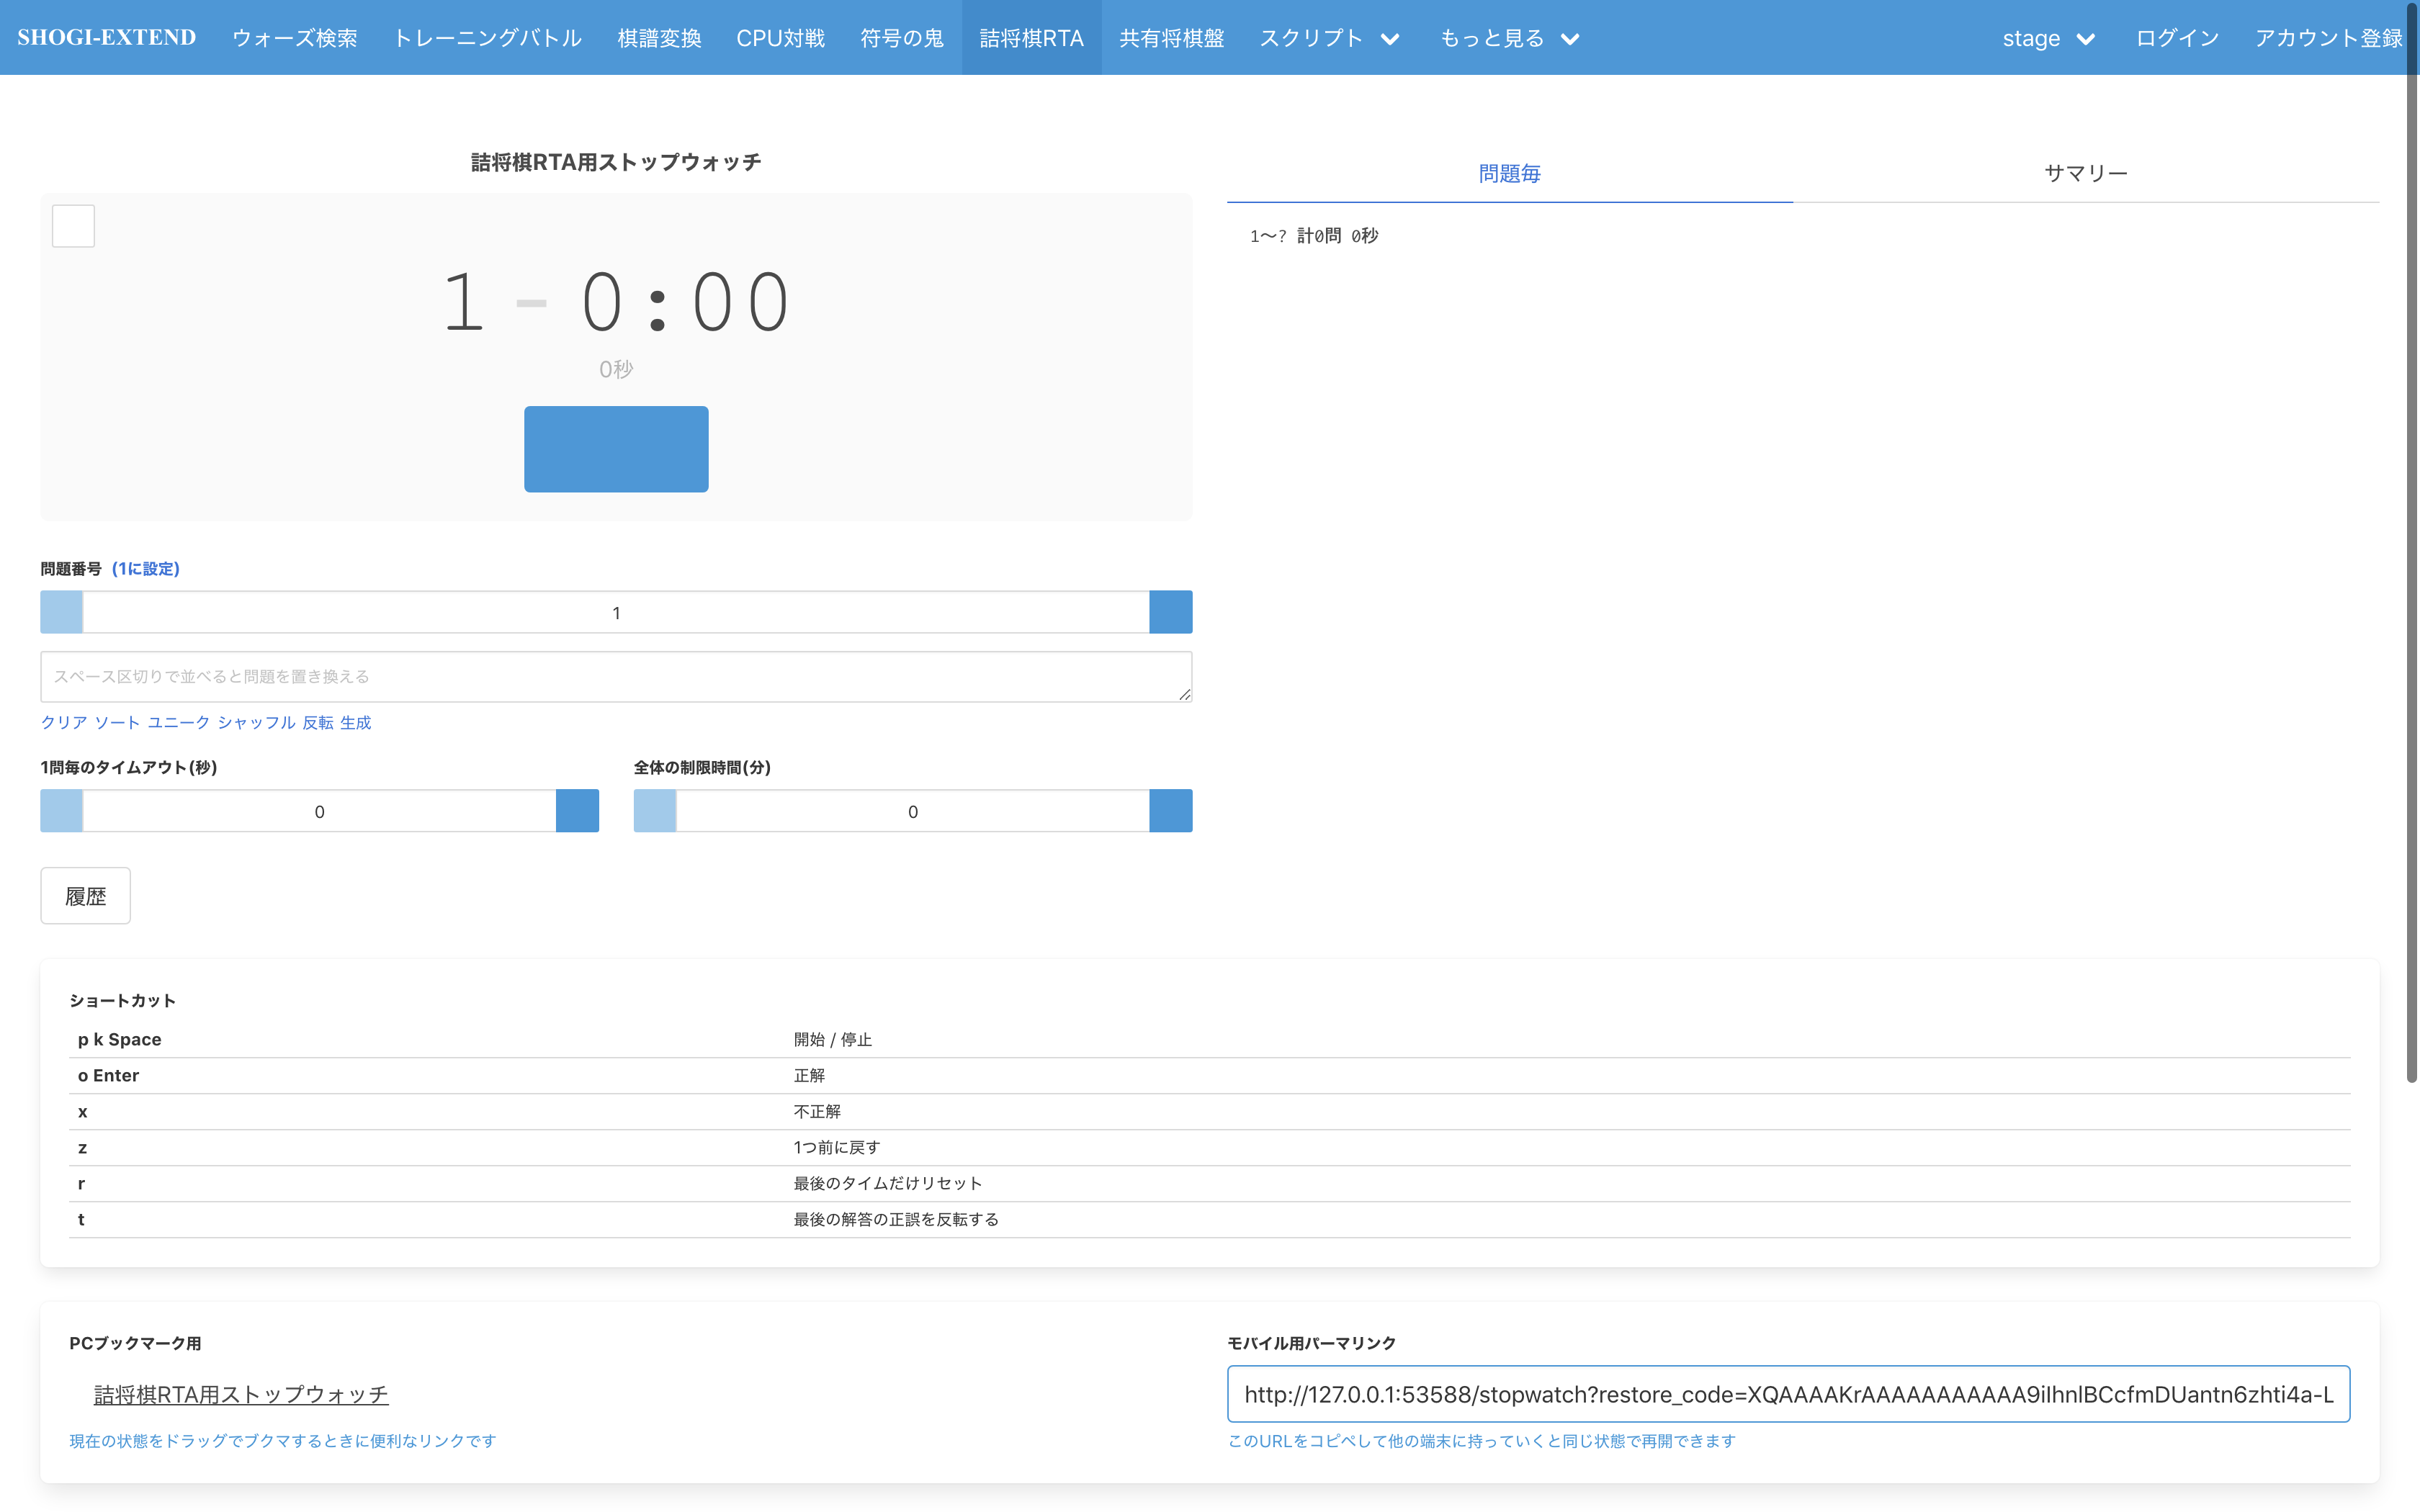 SHOGI-EXTEND ウォーズ検索 トレーニングバトル 棋譜変換 CPU対戦 符号の鬼 詰将棋RTA 共有将棋盤 スクリプト もっと見る stage ログイン アカウント登録
詰将棋RTA用ストップウォッチ
1 - 0:00
0秒
問題番号 (1に設定)
1
スペース区切りで並べると問題を置き換える
クリア ソート ユニーク シャッフル 反転 生成
1問毎のタイムアウト(秒) 全体の制限時間(分)
0 0
履歴
問題毎 サマリー
1〜? 計0問 0秒
ショートカット
p k Space 開始 / 停止
o Enter 正解
x 不正解
z 1つ前に戻す
r 最後のタイムだけリセット
t 最後の解答の正誤を反転する
PCブックマーク用
詰将棋RTA用ストップウォッチ
現在の状態をドラッグでブクマするときに便利なリンクです
モバイル用パーマリンク
http://127.0.0.1:53588/stopwatch?restore_code=XQAAAAKrAAAAAAAAAAA9iIhnlBCcfmDUantn6zhti4a-L
このURLをコピペして他の端末に持っていくと同じ状態で再開できます